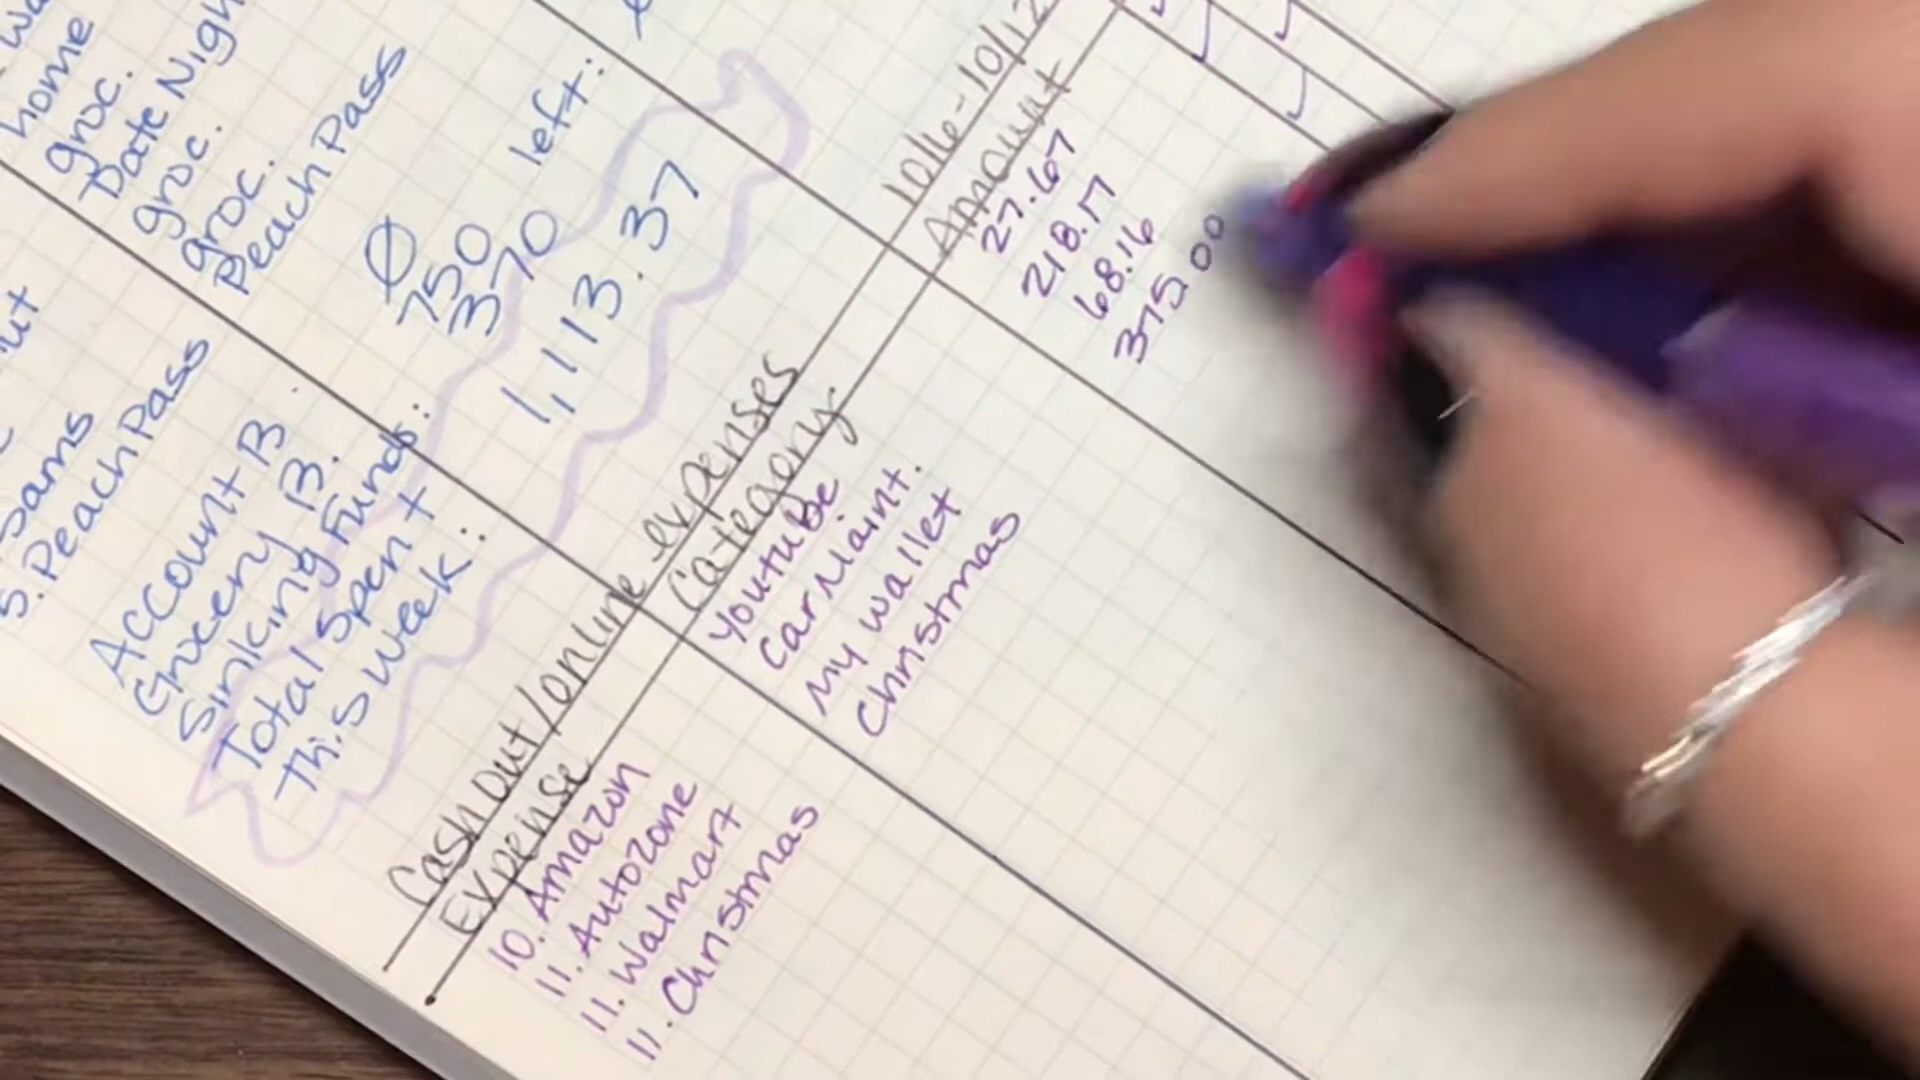 home
groc.
Date Nigh
groc.
groc.
Peach Pass
Sams
5. Peach Pass
left:
Account B Ø
Grocery B. 750
Sinking Funds: 370
Total Spent
this week: 1,113.37
Cash out/online expenses 10/6-10/12
Expense Category Amount
10. Amazon Youtube 27.67
11. Autozone Car Maint. 218.17
11. Walmart My wallet 68.16
11. Christmas Christmas 375.00